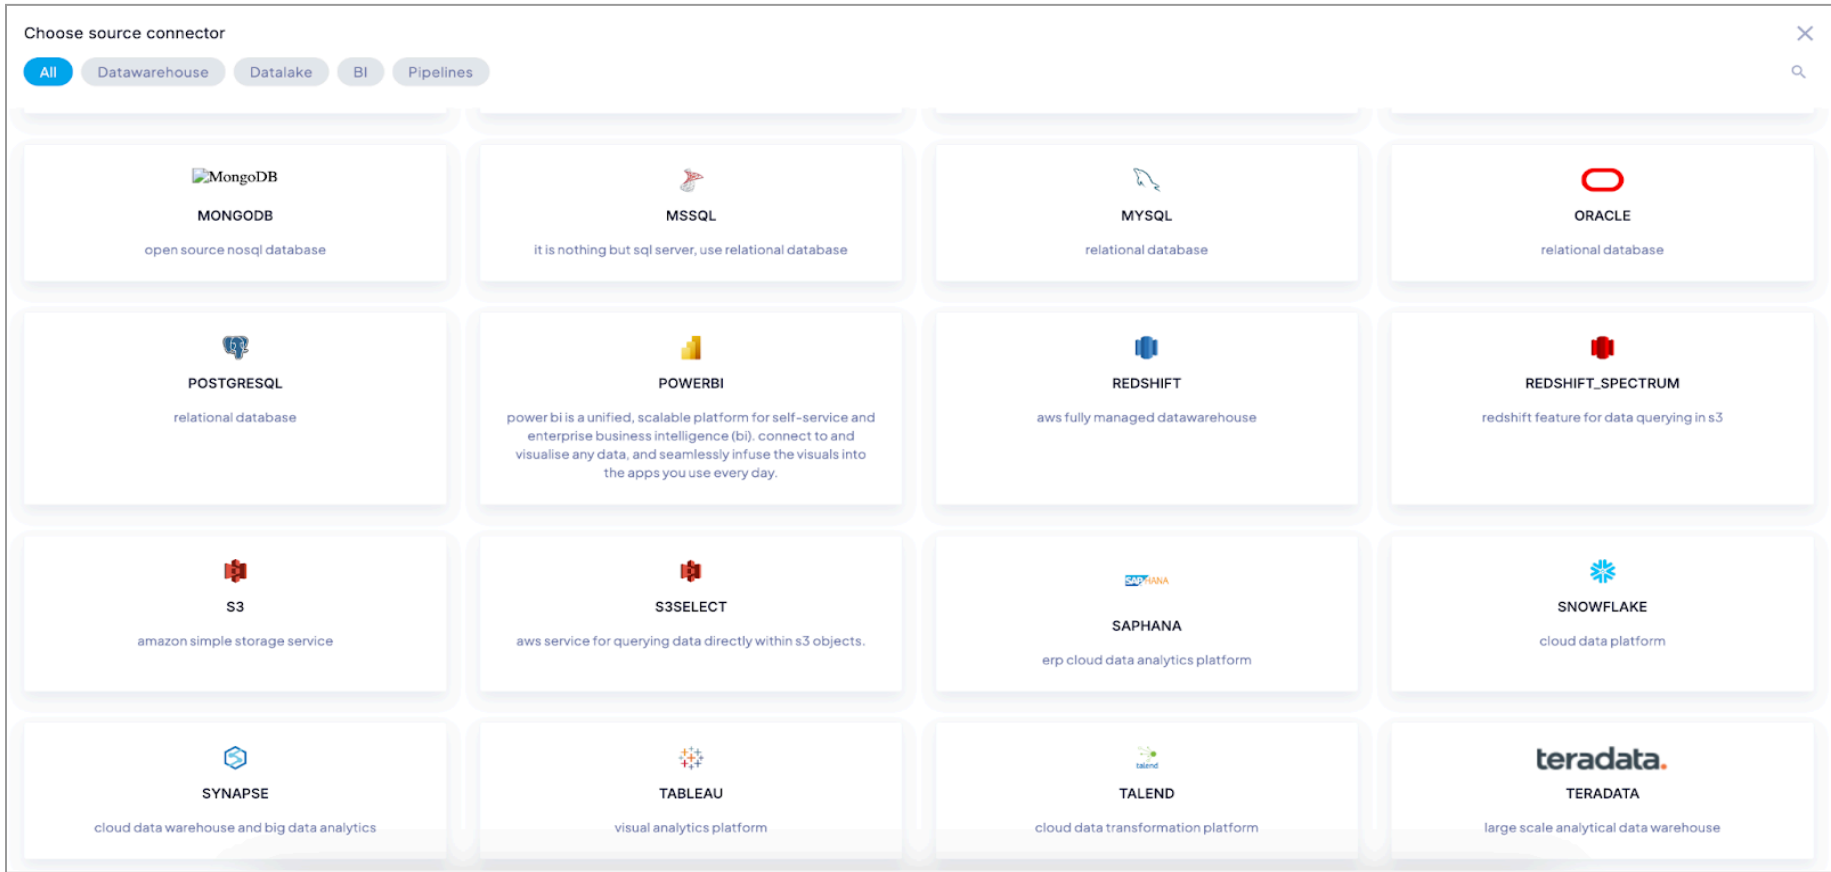 Choose source connector
All
Datawarehouse
Datalake
BI
Pipelines
MongoDB
MONGODB
open source nosql database
MSSQL
it is nothing but sql server, use relational database
MYSQL
relational database
ORACLE
relational database
POSTGRESQL
relational database
POWERBI
power bi is a unified, scalable platform for self-service and
enterprise business intelligence (bi). connect to and
visualise any data, and seamlessly infuse the visuals into
the apps you use every day.
REDSHIFT
aws fully managed datawarehouse
REDSHIFT_SPECTRUM
redshift feature for data querying in s3
S3
amazon simple storage service
S3SELECT
aws service for querying data directly within s3 objects.
SAP HANA
SAPHANA
erp cloud data analytics platform
SNOWFLAKE
cloud data platform
SYNAPSE
cloud data warehouse and big data analytics
TABLEAU
visual analytics platform
talend
TALEND
cloud data transformation platform
teradata.
TERADATA
large scale analytical data warehouse